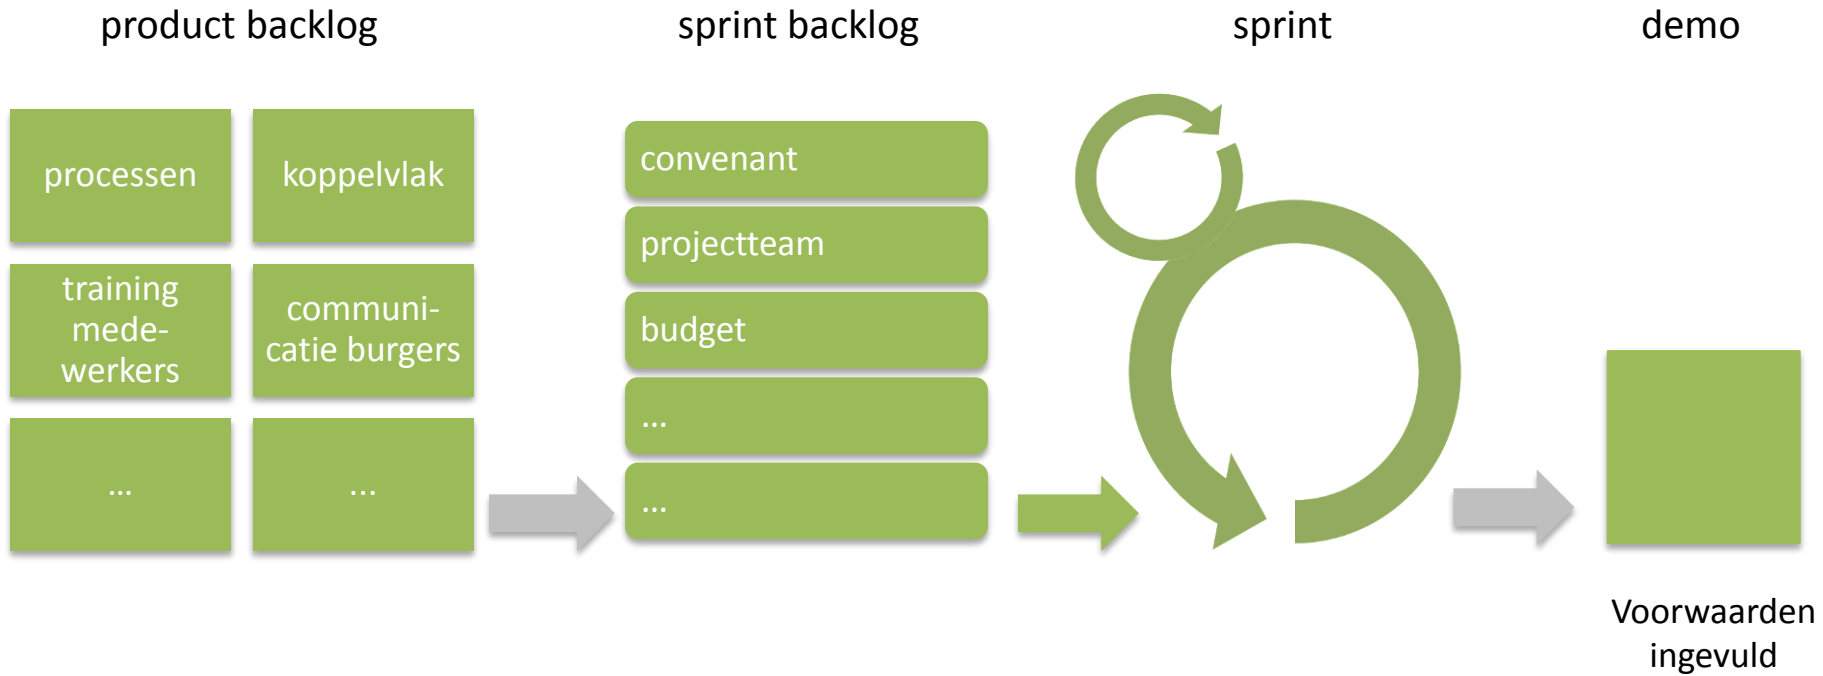 product backlog
sprint backlog
sprint
demo
processen
koppelvlak
training
mede-
werkers
communi-
catie burgers
...
...
convenant
projectteam
budget
...
...
Voorwaarden
ingevuld